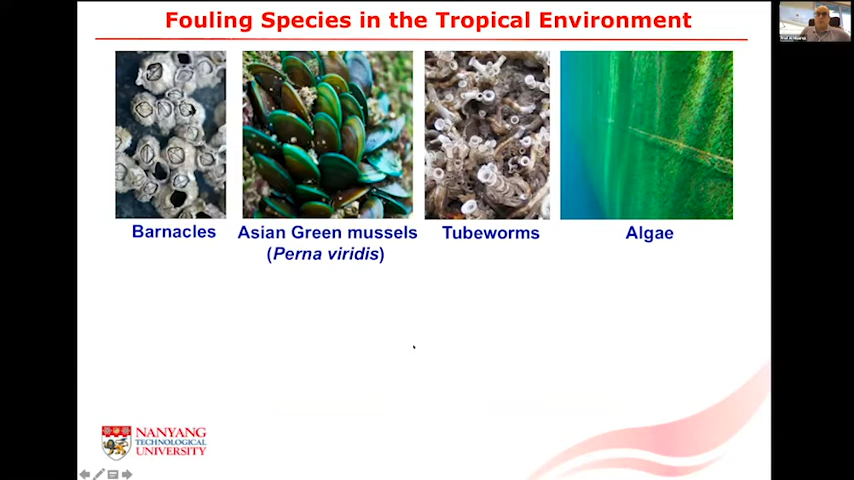 Fouling Species in the Tropical Environment
Barnacles
Asian Green mussels
(Perna viridis)
Tubeworms
Algae
NANYANG
TECHNOLOGICAL
UNIVERSITY